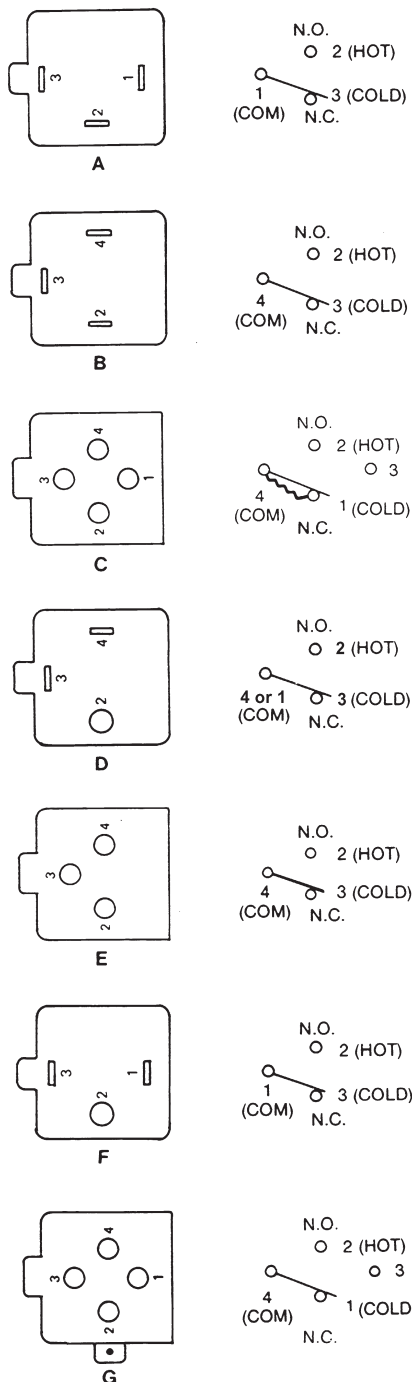 N.O.
3 1 2 (HOT)
2 1 3 (COLD)
(COM) N.C.
A
N.O.
4 2 (HOT)
3
2 4 3 (COLD)
(COM) N.C.
B
N.O.
4 2 (HOT)
3 1 3
2 4 1 (COLD)
(COM) N.C.
C
N.O.
4 2 (HOT)
3
2 4 or 1 3 (COLD)
(COM) N.C.
D
N.O.
4 2 (HOT)
3
2 4 3 (COLD)
(COM) N.C.
E
N.O.
3 1 2 (HOT)
2 1 3 (COLD)
(COM) N.C.
F
N.O.
4 2 (HOT)
3 1 3
2 4 1 (COLD
(COM)
N.C.
G